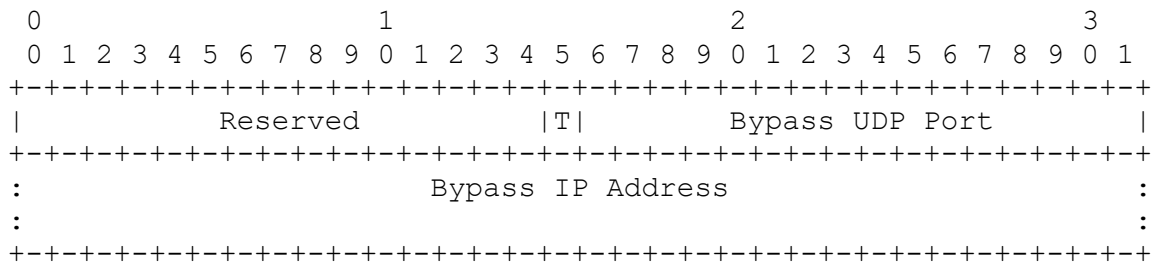 0                   1                   2                   3
 0 1 2 3 4 5 6 7 8 9 0 1 2 3 4 5 6 7 8 9 0 1 2 3 4 5 6 7 8 9 0 1
+-+-+-+-+-+-+-+-+-+-+-+-+-+-+-+-+-+-+-+-+-+-+-+-+-+-+-+-+-+-+-+-+
|           Reserved          |T|       Bypass UDP Port         |
+-+-+-+-+-+-+-+-+-+-+-+-+-+-+-+-+-+-+-+-+-+-+-+-+-+-+-+-+-+-+-+-+
:                       Bypass IP Address                       :
:                                                               :
+-+-+-+-+-+-+-+-+-+-+-+-+-+-+-+-+-+-+-+-+-+-+-+-+-+-+-+-+-+-+-+-+